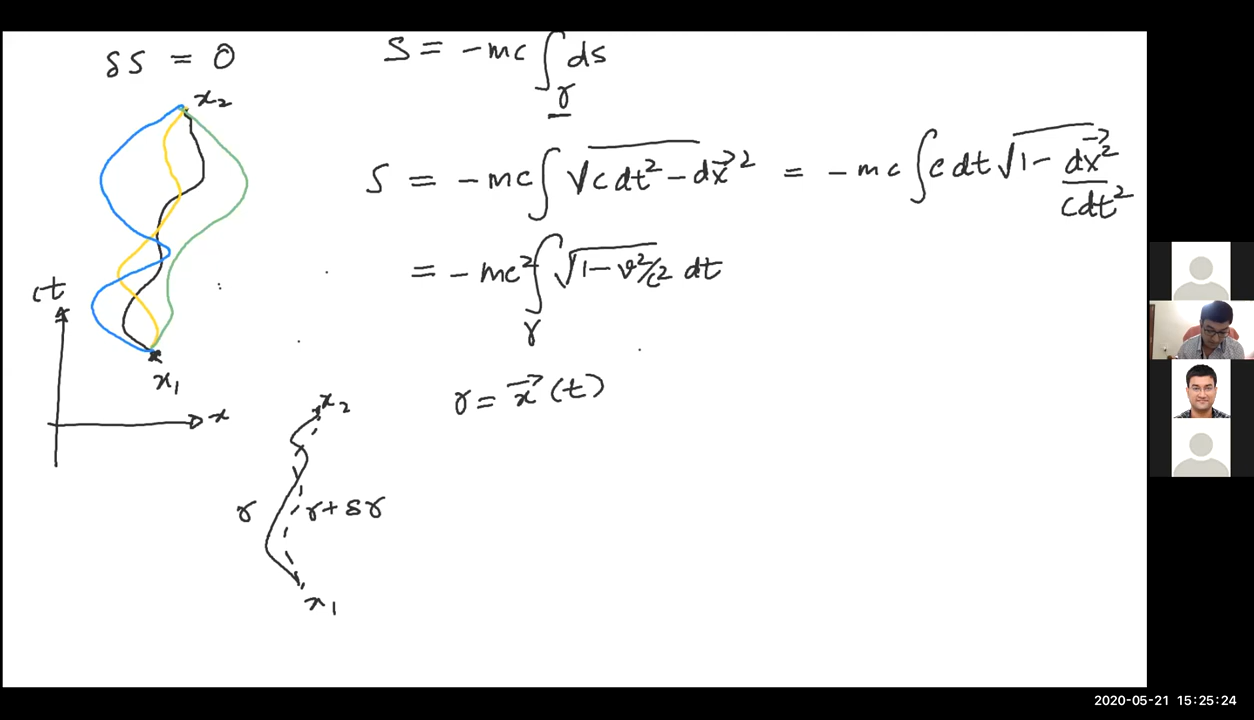 δS = 0
S = -mc ∫_γ ds
x₂
S = -mc ∫ √(c dt² - dx⃗²) = -mc ∫ c dt √(1 - dx⃗²/cdt²)
= -mc² ∫_γ √(1 - v²/c²) dt
ct
x₁
γ = x⃗(t)
x
x₂
γ
γ + δγ
x₁
2020-05-21 15:25:24